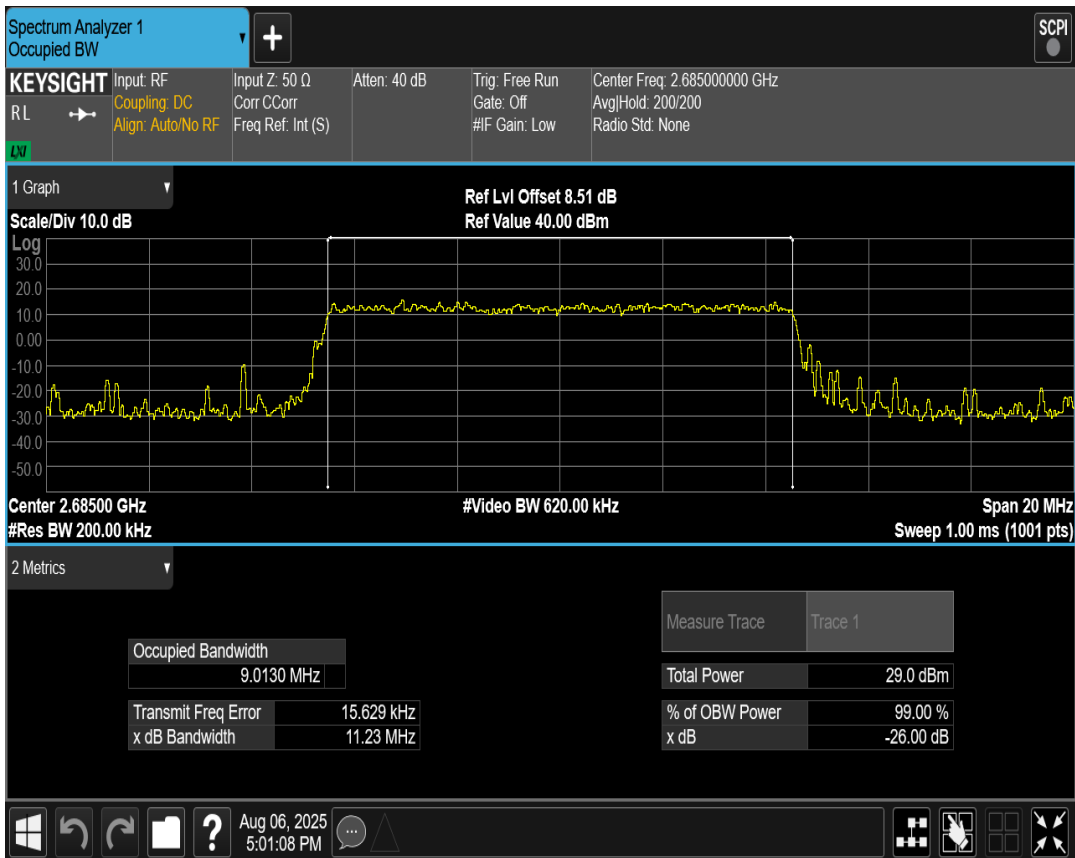 Spectrum Analyzer 1
Occupied BW
+
SCPI
KEYSIGHT
RL
LXI
Input: RF
Coupling: DC
Align: Auto/No RF
Input Z: 50 Ω
Corr CCorr
Freq Ref: Int (S)
Atten: 40 dB
Trig: Free Run
Gate: Off
#IF Gain: Low
Center Freq: 2.685000000 GHz
Avg|Hold: 200/200
Radio Std: None
1 Graph
Ref Lvl Offset 8.51 dB
Scale/Div 10.0 dB
Ref Value 40.00 dBm
Log
30.0
20.0
10.0
0.00
-10.0
-20.0
-30.0
-40.0
-50.0
Center 2.68500 GHz
#Video BW 620.00 kHz
Span 20 MHz
#Res BW 200.00 kHz
Sweep 1.00 ms (1001 pts)
2 Metrics
Measure Trace
Trace 1
Occupied Bandwidth
9.0130 MHz
Total Power
29.0 dBm
Transmit Freq Error
15.629 kHz
% of OBW Power
99.00 %
x dB Bandwidth
11.23 MHz
x dB
-26.00 dB
?
Aug 06, 2025
5:01:08 PM